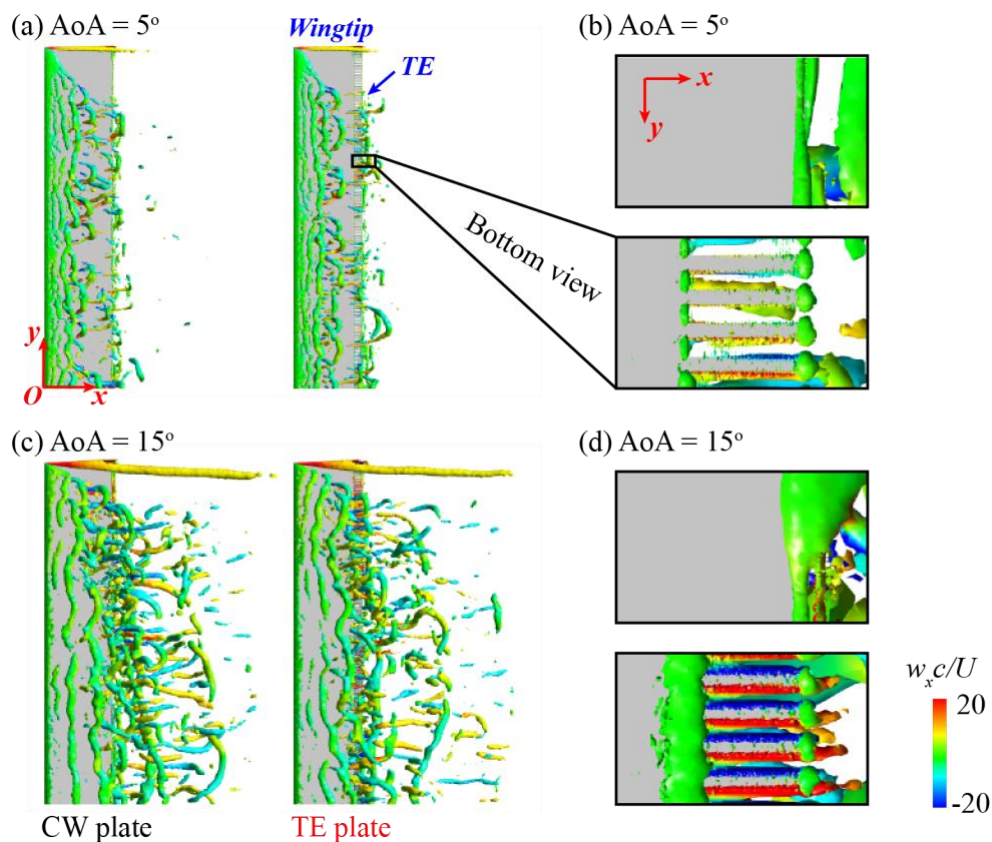 (a) AoA = 5°
Wingtip
TE
(b) AoA = 5°
x
y
Bottom view
y
O
x
(c) AoA = 15°
(d) AoA = 15°
w_x c/U
20
-20
CW plate
TE plate